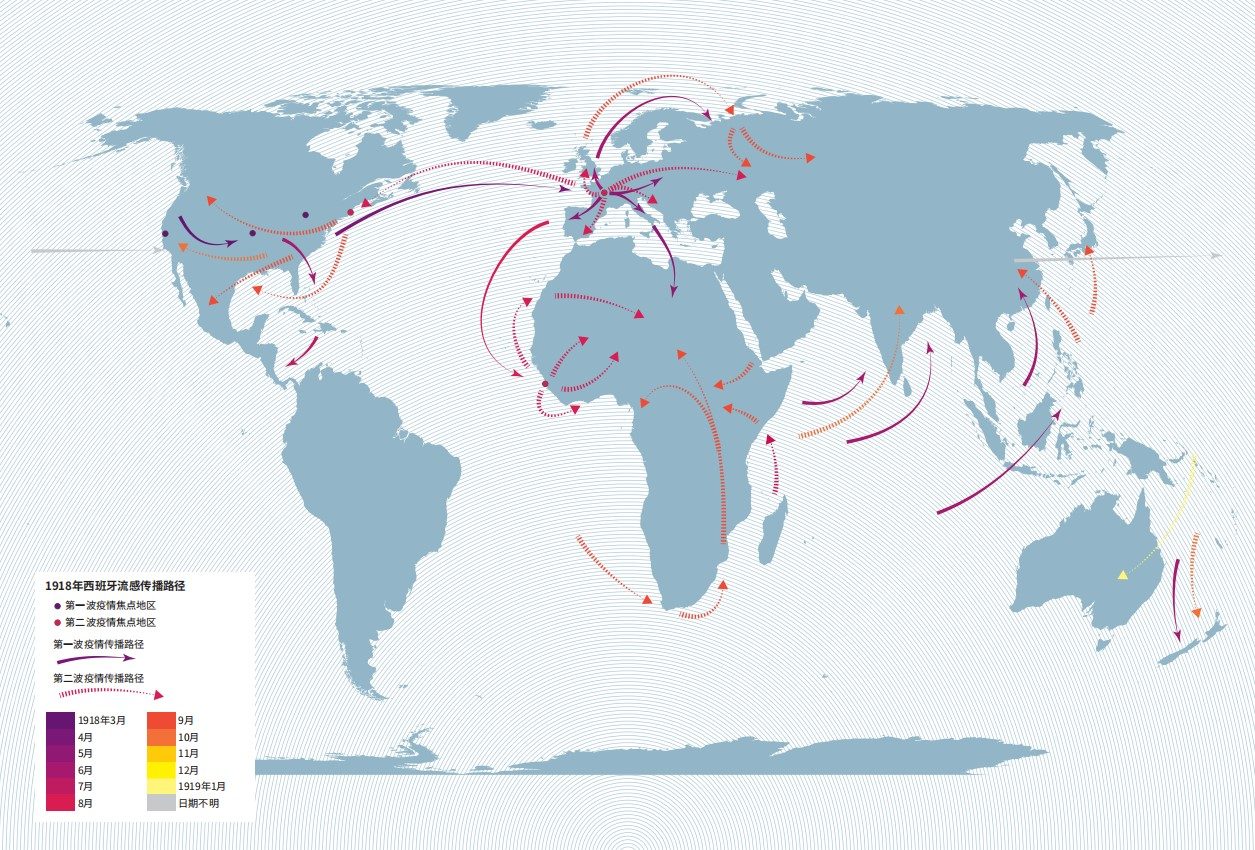 1918年西班牙流感传播路径
第一波疫情焦点地区
第二波疫情焦点地区
第一波疫情传播路径
第二波疫情传播路径
1918年3月
4月
5月
6月
7月
8月
9月
10月
11月
12月
1919年1月
日期不明